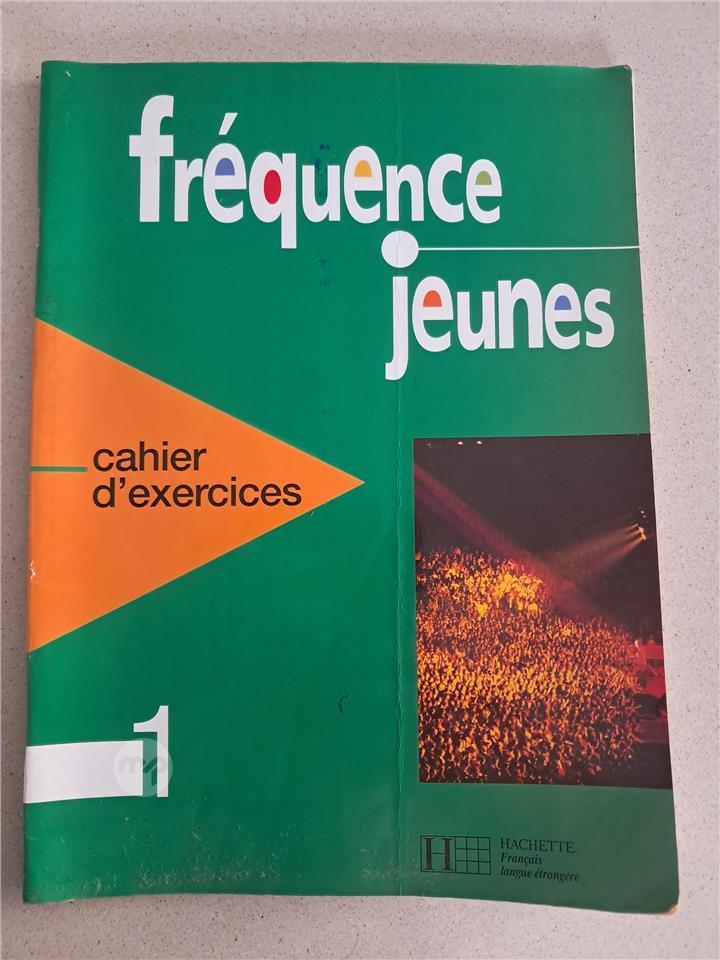 fréquence
jeunes
cahier
d'exercices
1
H
HACHETTE
Français
langue étrangère